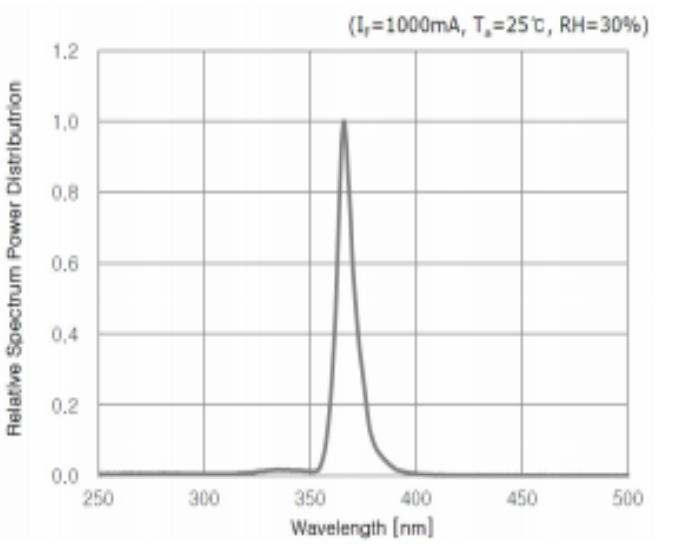 (I_F=1000mA, T_a=25℃, RH=30%)
Relative Spectrum Power Distributrion
1.2
1.0
0.8
0.6
0.4
0.2
0.0
250 300 350 400 450 500
Wavelength [nm]